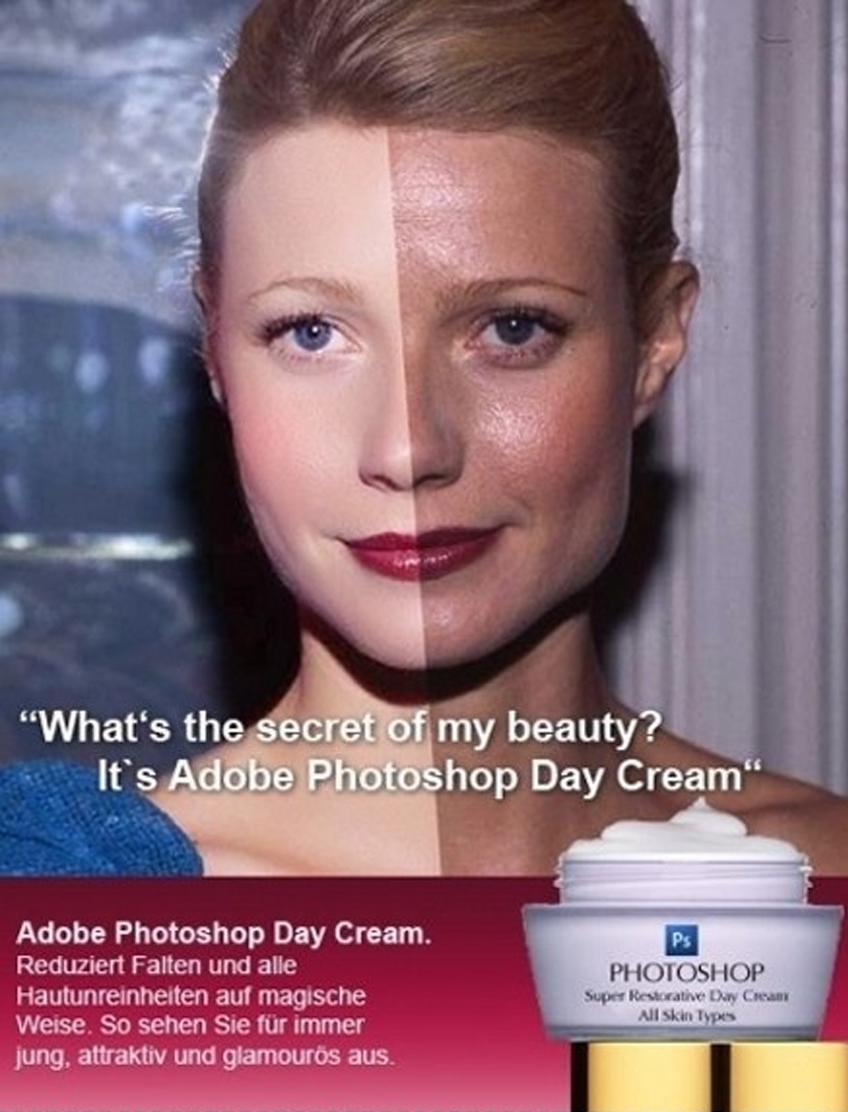 “What‘s the secret of my beauty?
It`s Adobe Photoshop Day Cream“
Adobe Photoshop Day Cream.
Reduziert Falten und alle
Hautunreinheiten auf magische
Weise. So sehen Sie für immer
jung, attraktiv und glamourös aus.
Ps
PHOTOSHOP
Super Restorative Day Cream
All Skin Types